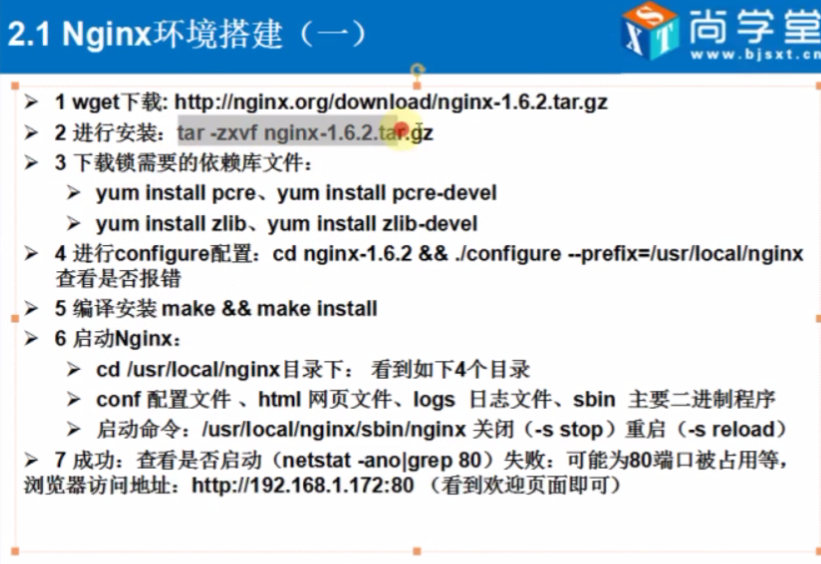 2.1 Nginx环境搭建（一）
XST 尚学堂
www.bjsxt.cn
➢ 1 wget下载: http://nginx.org/download/nginx-1.6.2.tar.gz
➢ 2 进行安装：tar -zxvf nginx-1.6.2.tar.gz
➢ 3 下载锁需要的依赖库文件：
➢ yum install pcre、yum install pcre-devel
➢ yum install zlib、yum install zlib-devel
➢ 4 进行configure配置：cd nginx-1.6.2 && ./configure --prefix=/usr/local/nginx
查看是否报错
➢ 5 编译安装 make && make install
➢ 6 启动Nginx：
➢ cd /usr/local/nginx目录下： 看到如下4个目录
➢ conf 配置文件 、html 网页文件、logs 日志文件、sbin 主要二进制程序
➢ 启动命令：/usr/local/nginx/sbin/nginx 关闭（-s stop）重启（-s reload）
➢ 7 成功：查看是否启动（netstat -ano|grep 80）失败：可能为80端口被占用等，
浏览器访问地址：http://192.168.1.172:80 （看到欢迎页面即可）